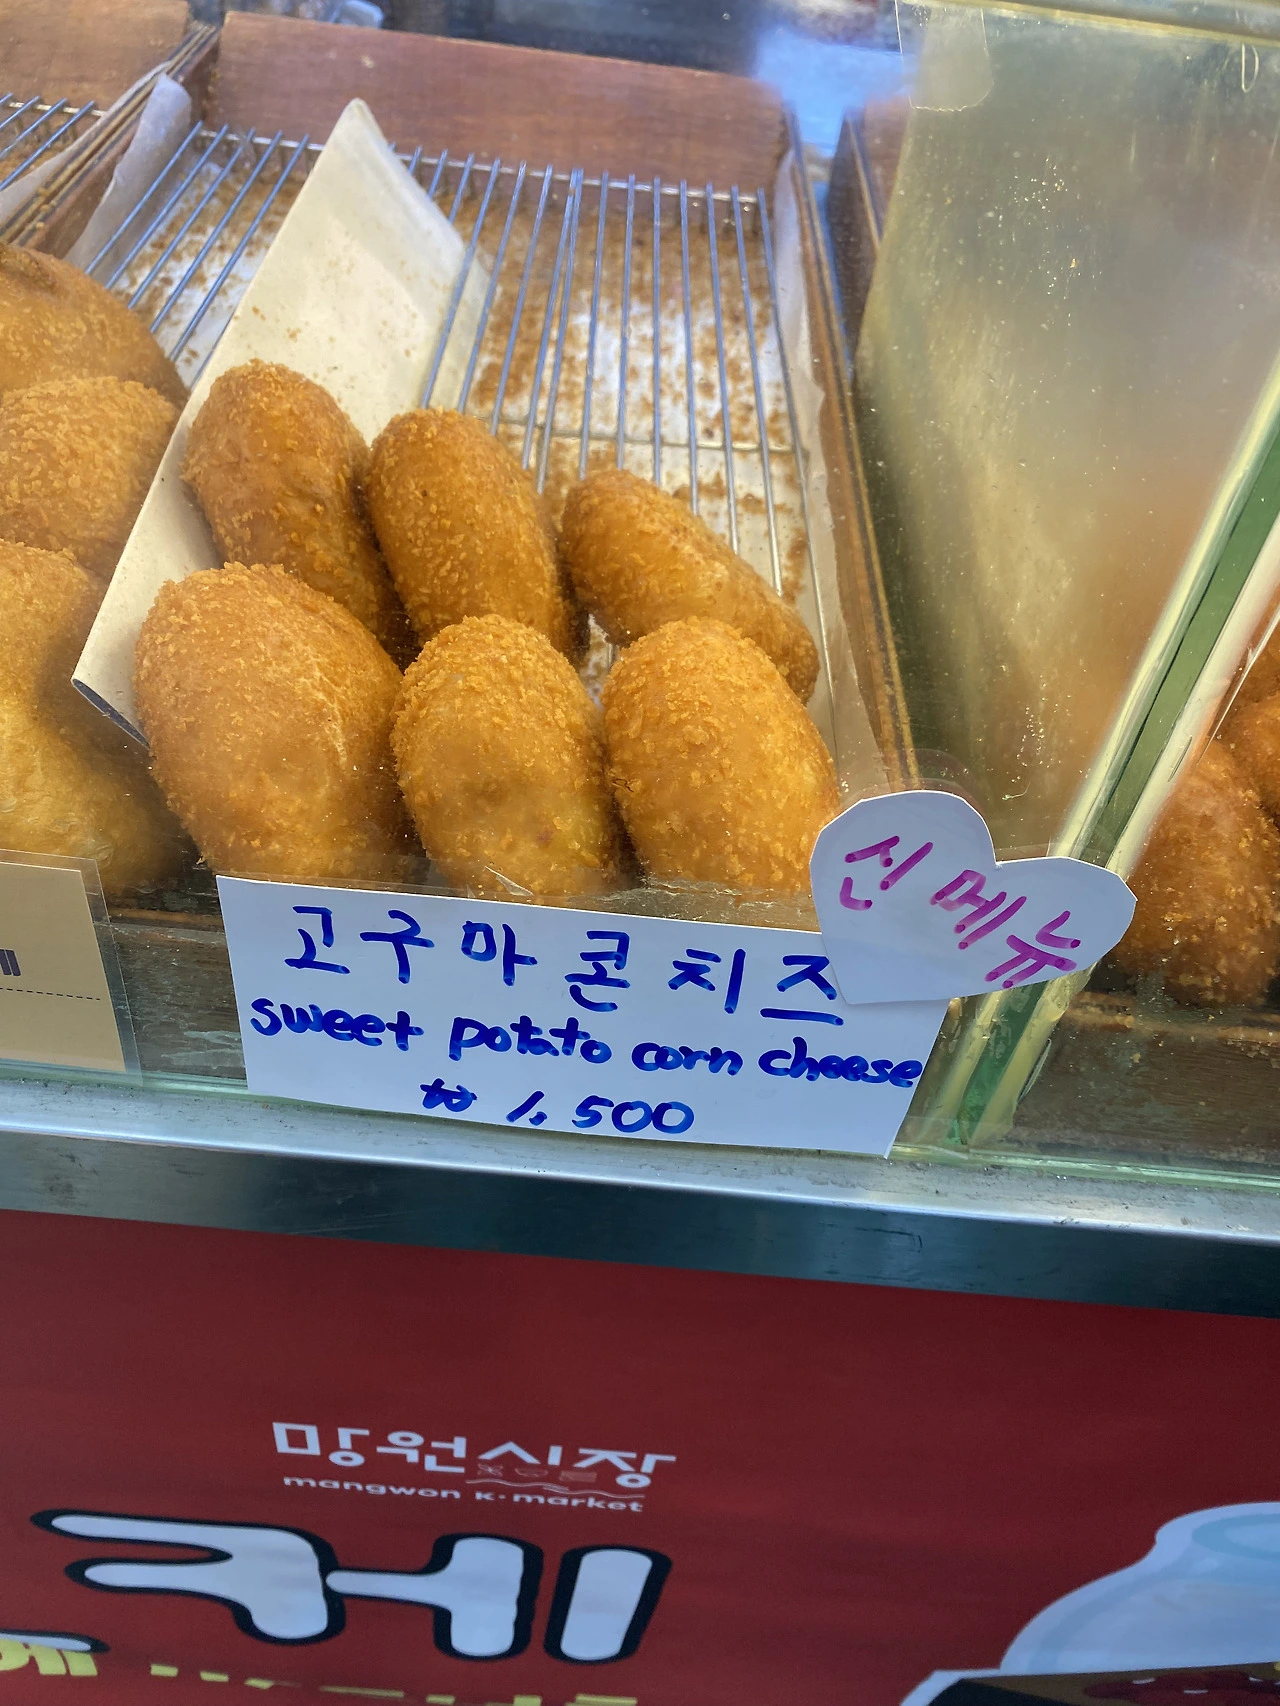 신메뉴
고구마 콘치즈
sweet potato corn cheese
₩ 1,500
망원시장
mangwon K·market